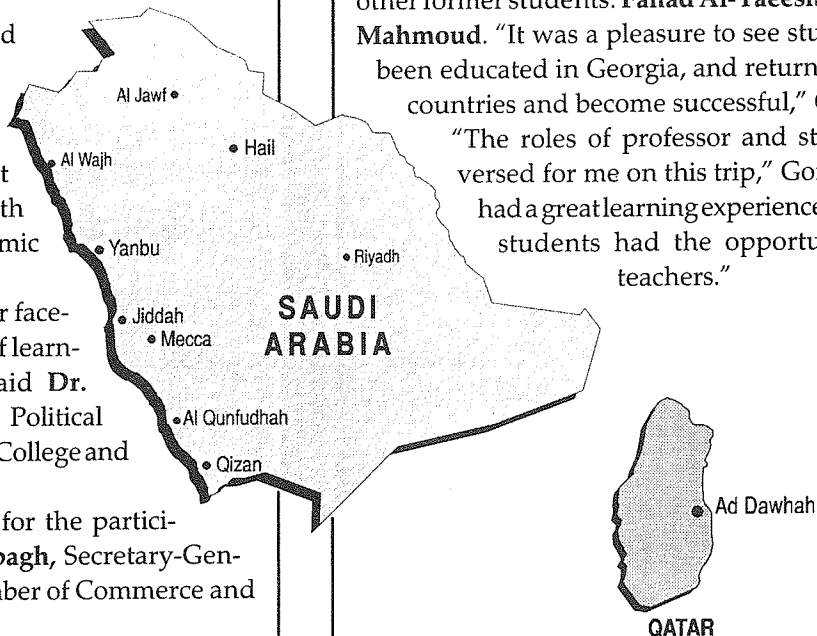 d
t
th
mic
r face-
f learn-
aid Dr.
Political
College and
for the partici-
bagh, Secretary-Gen-
ber of Commerce and
other former students.
Mahmoud. "It was a pleasure to see stu
been educated in Georgia, and return
countries and become successful,"
"The roles of professor and st
versed for me on this trip," Go
had a great learning experience
students had the opportu
teachers."
Al Jawf
Hail
Al Wajh
Yanbu
Riyadh
Jiddah
Mecca
SAUDI
ARABIA
Al Qunfudhah
Qizan
Ad Dawhah
QATAR